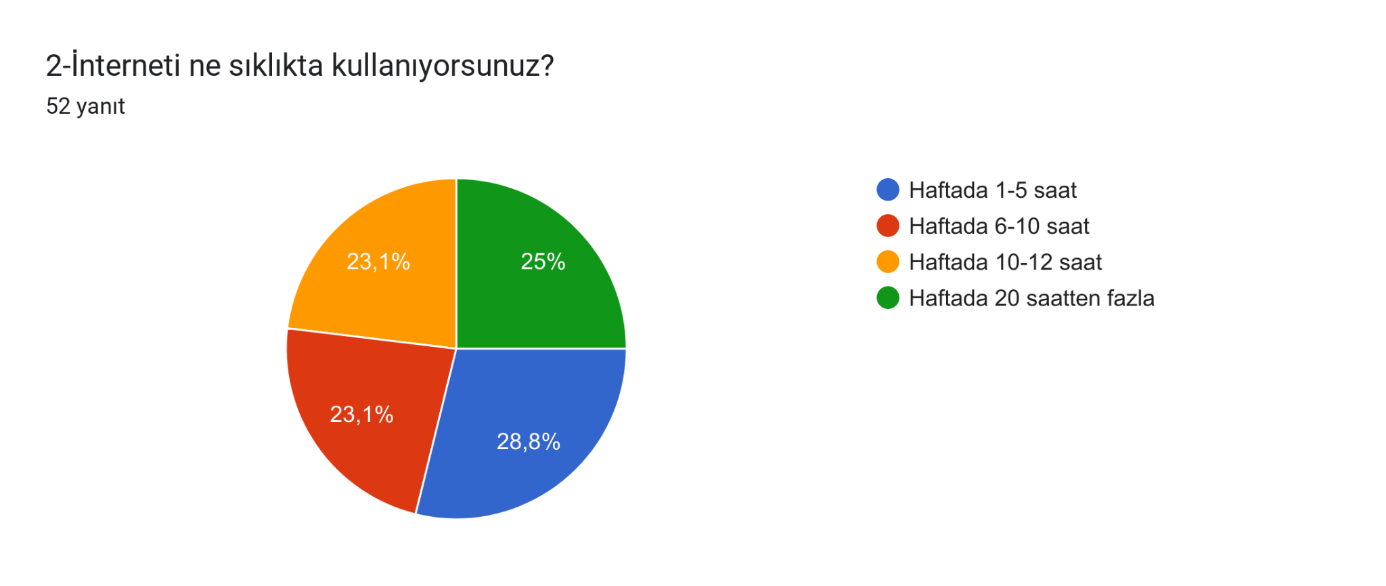 2-İnterneti ne sıklıkta kullanıyorsunuz?
52 yanıt
23,1%
25%
23,1%
28,8%
Haftada 1-5 saat
Haftada 6-10 saat
Haftada 10-12 saat
Haftada 20 saatten fazla